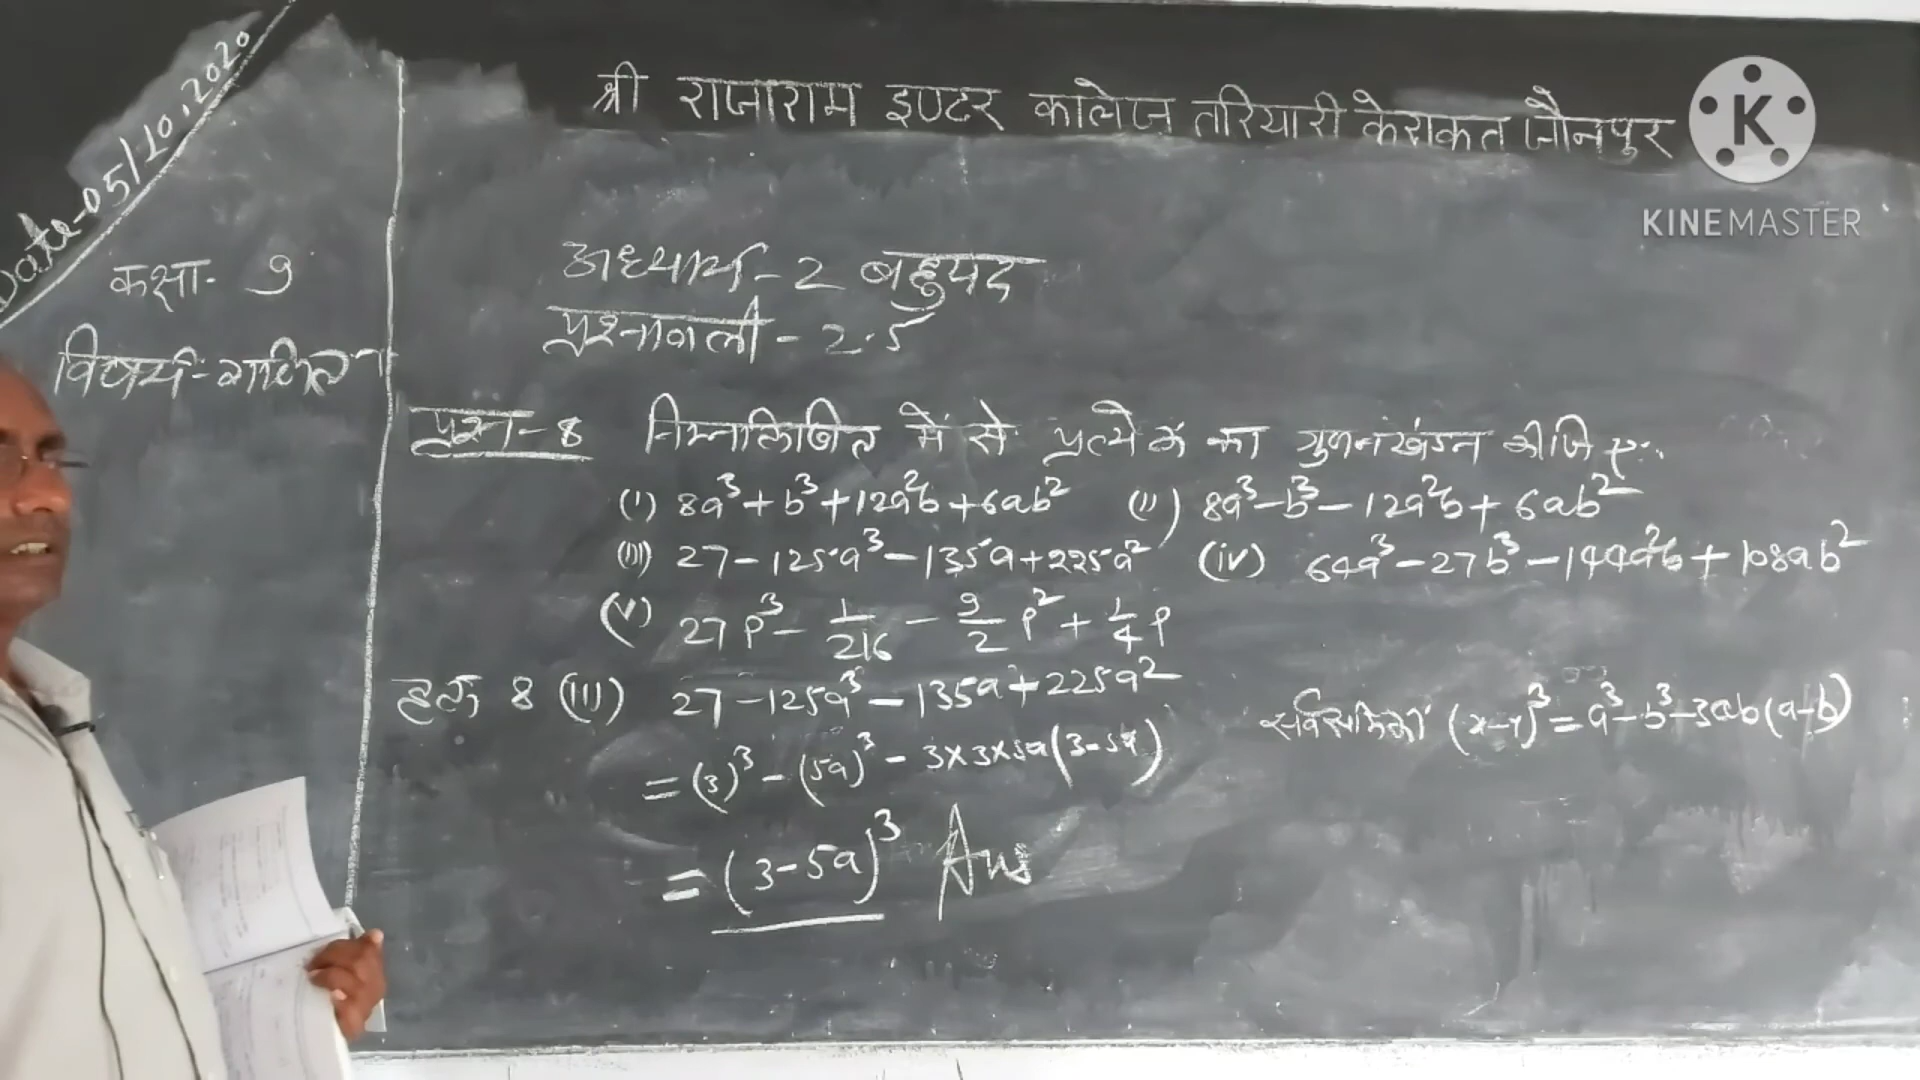 Date-05/10.2020
श्री राजाराम इण्टर कालेज तरियारी केराकत जौनपुर
K
KINEMASTER
कक्षा- 9
विषय-गणित
अध्याय-2 बहुपद
प्रश्नावली-2.5
प्रश्न-8 निम्नलिखित में से प्रत्येक का गुणनखंडन कीजिए:-
(i) 8a³+b³+12a²b+6ab² (ii) 8a³-b³-12a²b+6ab²
(iii) 27-125a³-135a+225a² (iv) 64a³-27b³-144a²b+108ab²
(v) 27p³-1/216-9/2p²+1/4p
हल 8 (iii) 27-125a³-135a+225a²
सर्वसमिका (x-y)³=a³-b³-3ab(a-b)
=(3)³-(5a)³-3×3×5a(3-5a)
=(3-5a)³ Ans